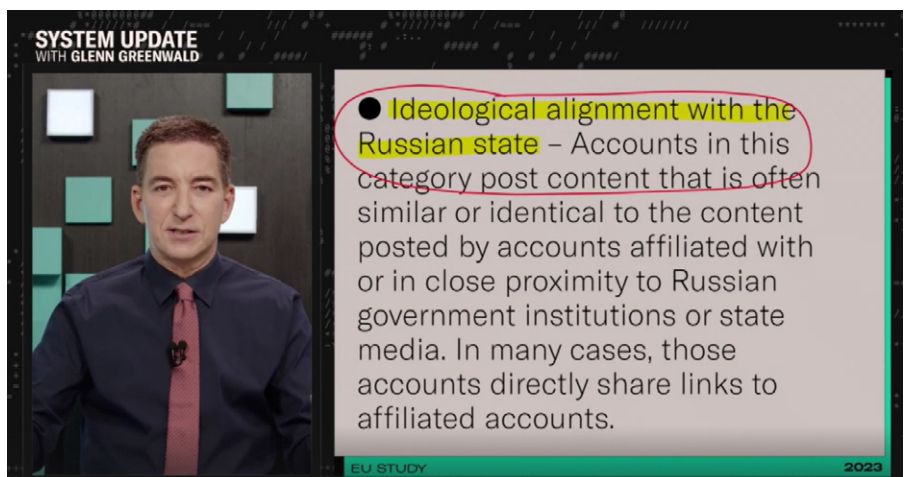 SYSTEM UPDATE
WITH GLENN GREENWALD
● Ideological alignment with the
Russian state – Accounts in this
category post content that is often
similar or identical to the content
posted by accounts affiliated with
or in close proximity to Russian
government institutions or state
media. In many cases, those
accounts directly share links to
affiliated accounts.
EU STUDY
2023